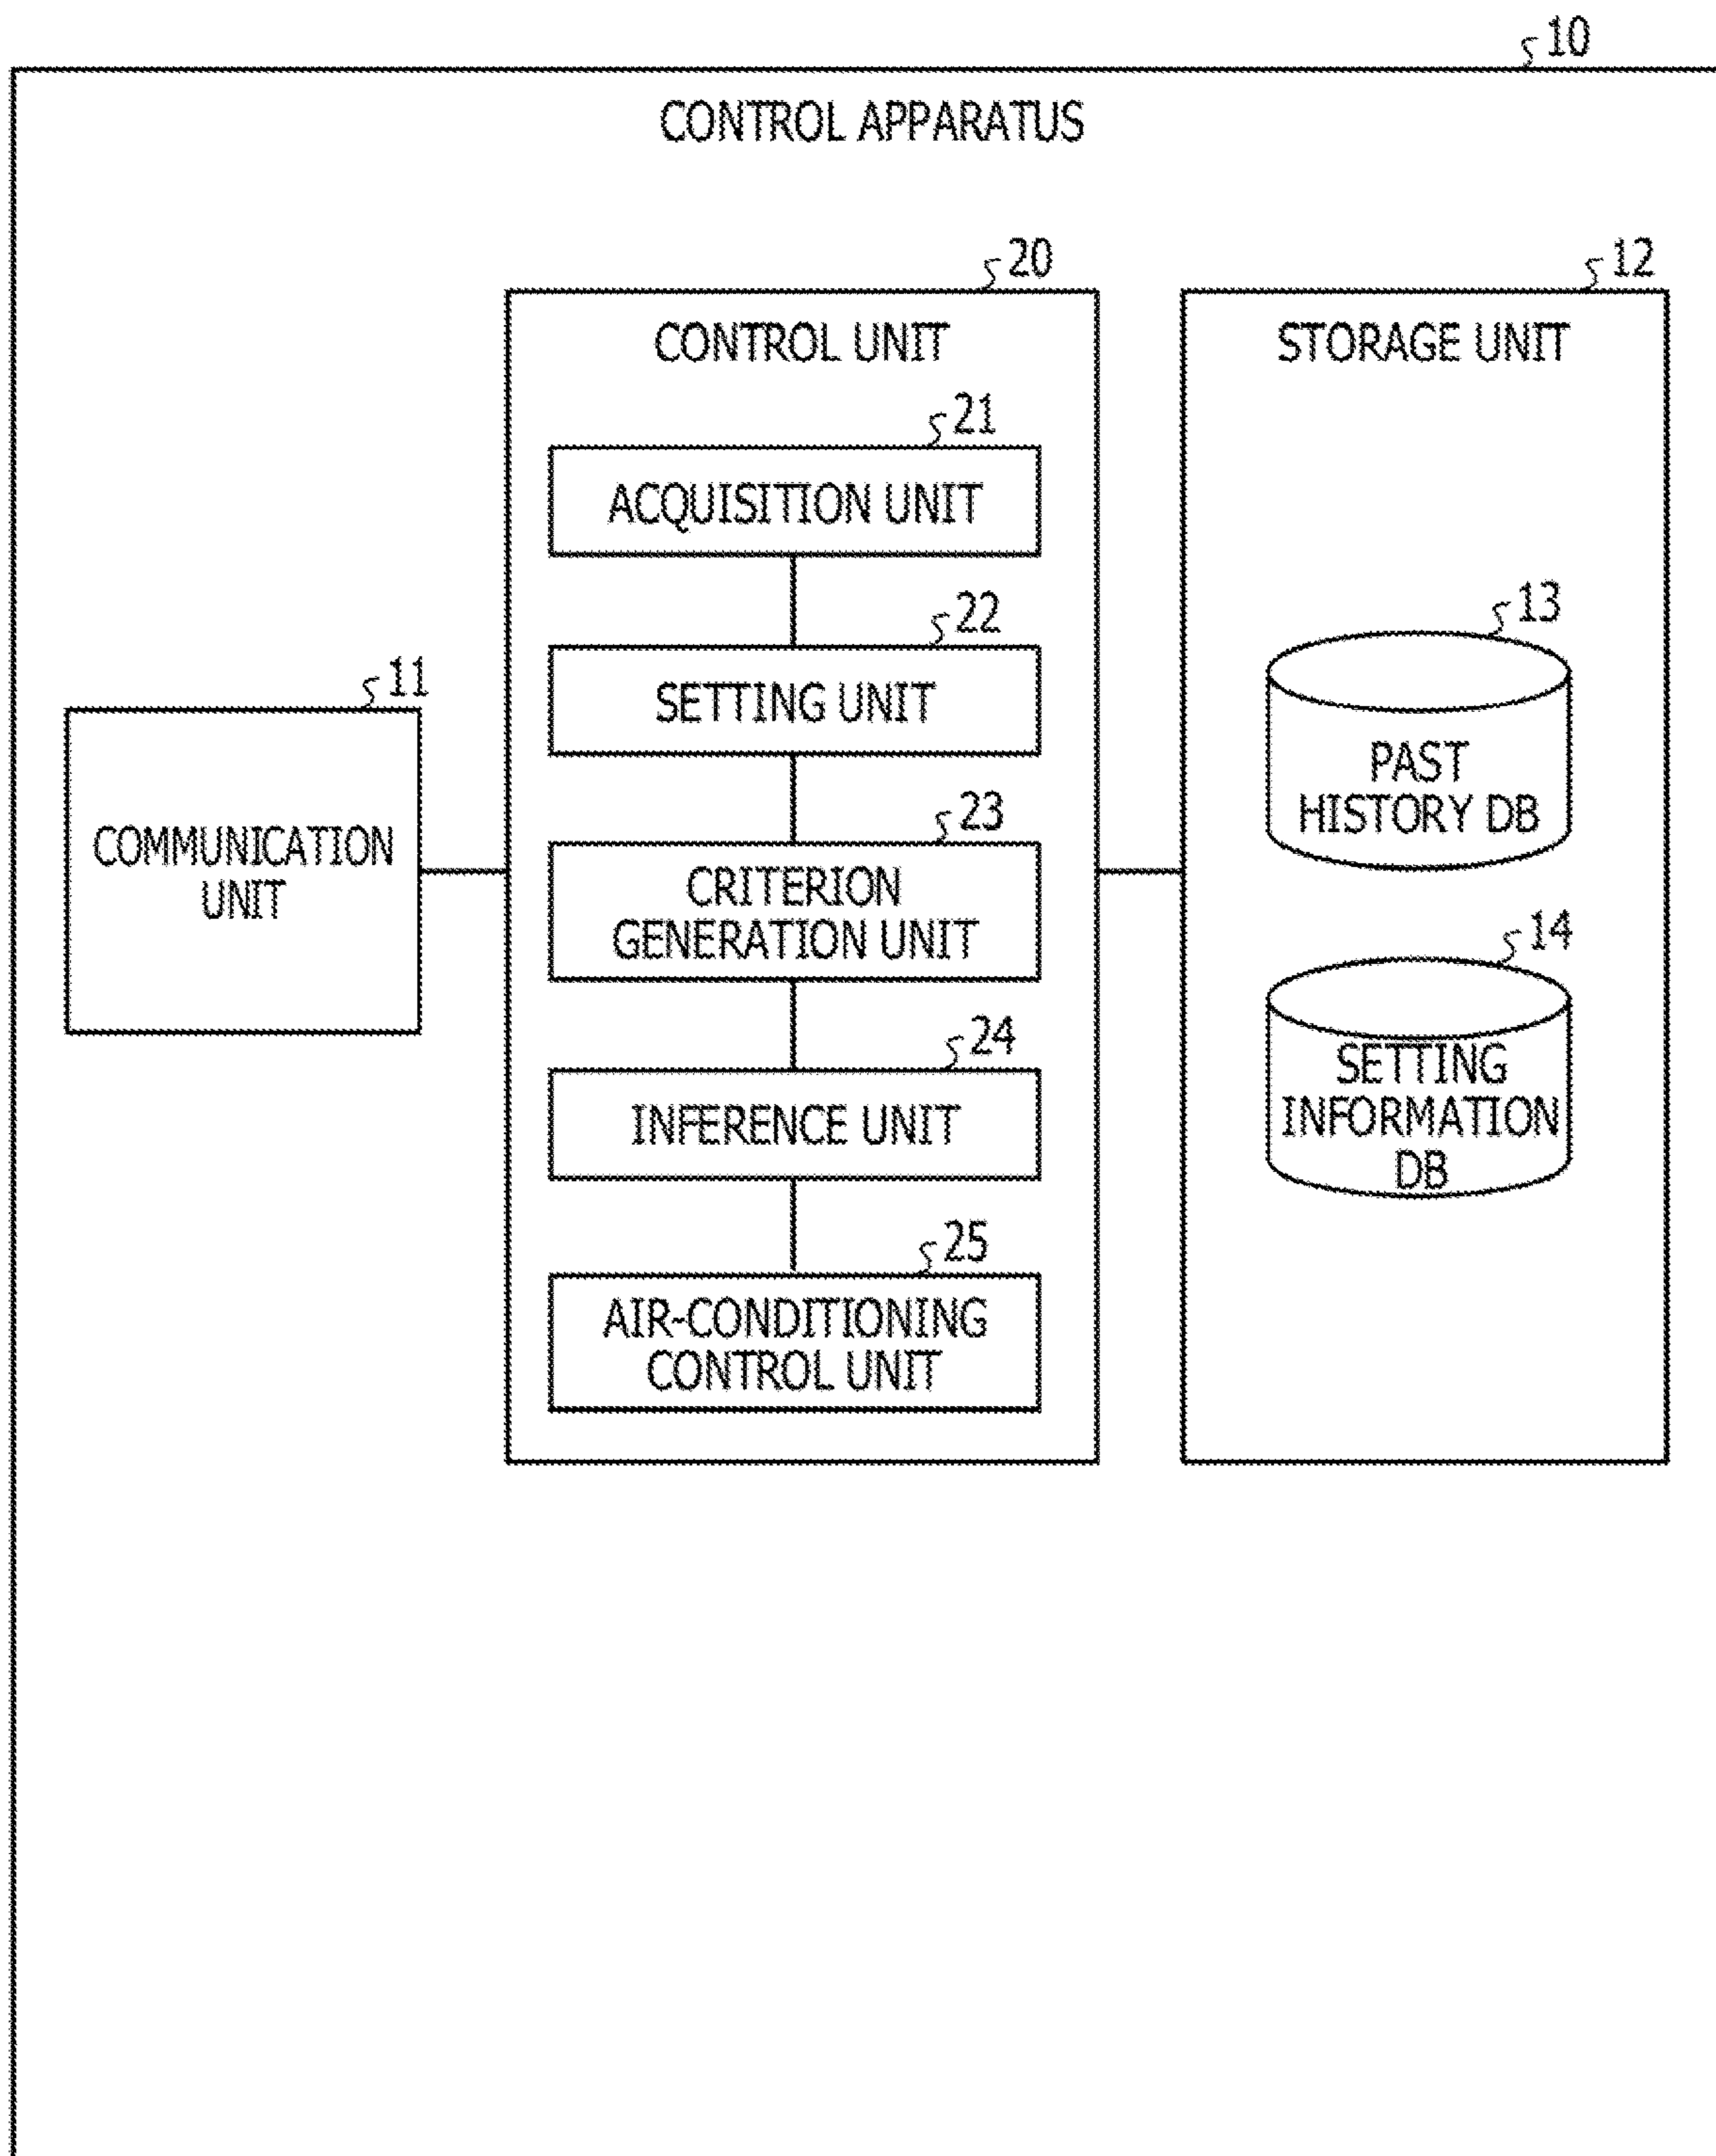 10
CONTROL APPARATUS
20
CONTROL UNIT
21
ACQUISITION UNIT
22
SETTING UNIT
23
CRITERION
GENERATION UNIT
24
INFERENCE UNIT
25
AIR-CONDITIONING
CONTROL UNIT
11
COMMUNICATION
UNIT
12
STORAGE UNIT
13
PAST
HISTORY DB
14
SETTING
INFORMATION
DB